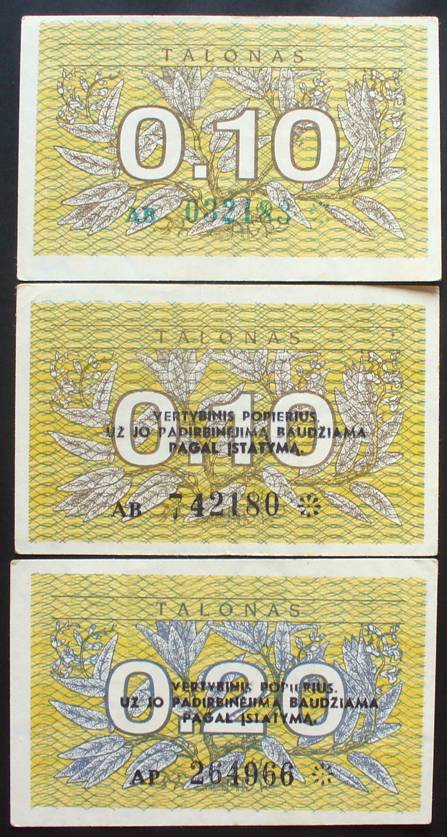 TALONAS
0.10
AB 032183
TALONAS
0.10
VERTYBINIS POPIERIUS.
UŽ JO PADIRBINĖJIMĄ BAUDŽIAMA
PAGAL ĮSTATYMĄ.
AB 742180
TALONAS
0.20
VERTYBINIS POPIERIUS.
UŽ JO PADIRBINĖJIMĄ BAUDŽIAMA
PAGAL ĮSTATYMĄ.
AP 264966